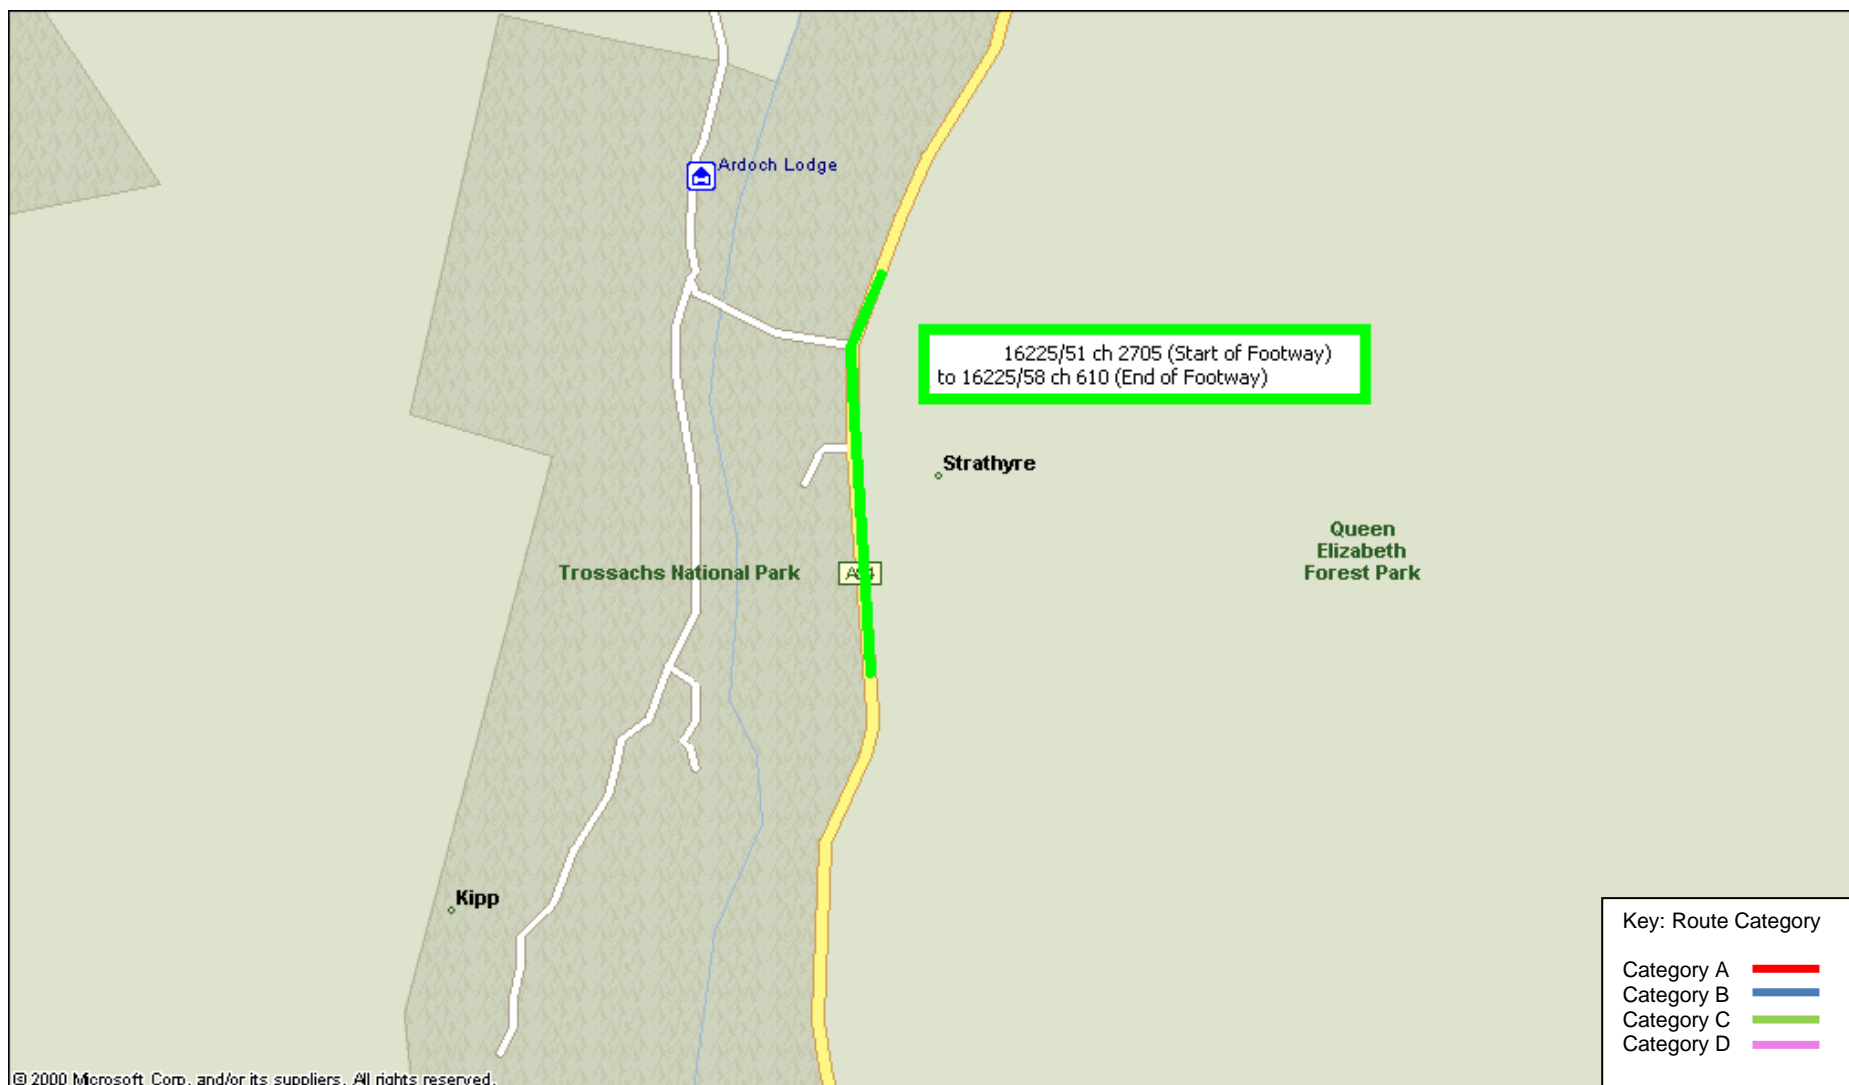 Ardoch Lodge
16225/51 ch 2705 (Start of Footway)
to 16225/58 ch 610 (End of Footway)
Strathyre
Queen
Elizabeth
Forest Park
Trossachs National Park
Kipp
Key: Route Category
Category A
Category B
Category C
Category D
© 2000 Microsoft Corp. and/or its suppliers. All rights reserved.